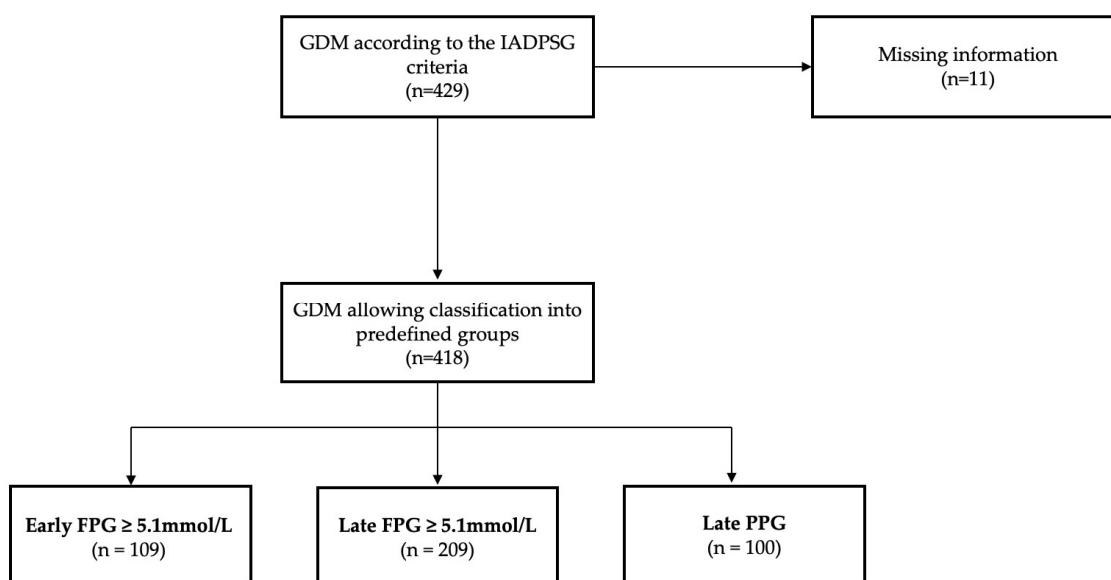 GDM according to the IADPSG
criteria
(n=429)
Missing information
(n=11)
GDM allowing classification into
predefined groups
(n=418)
Early FPG ≥ 5.1mmol/L
(n = 109)
Late FPG ≥ 5.1mmol/L
(n = 209)
Late PPG
(n = 100)